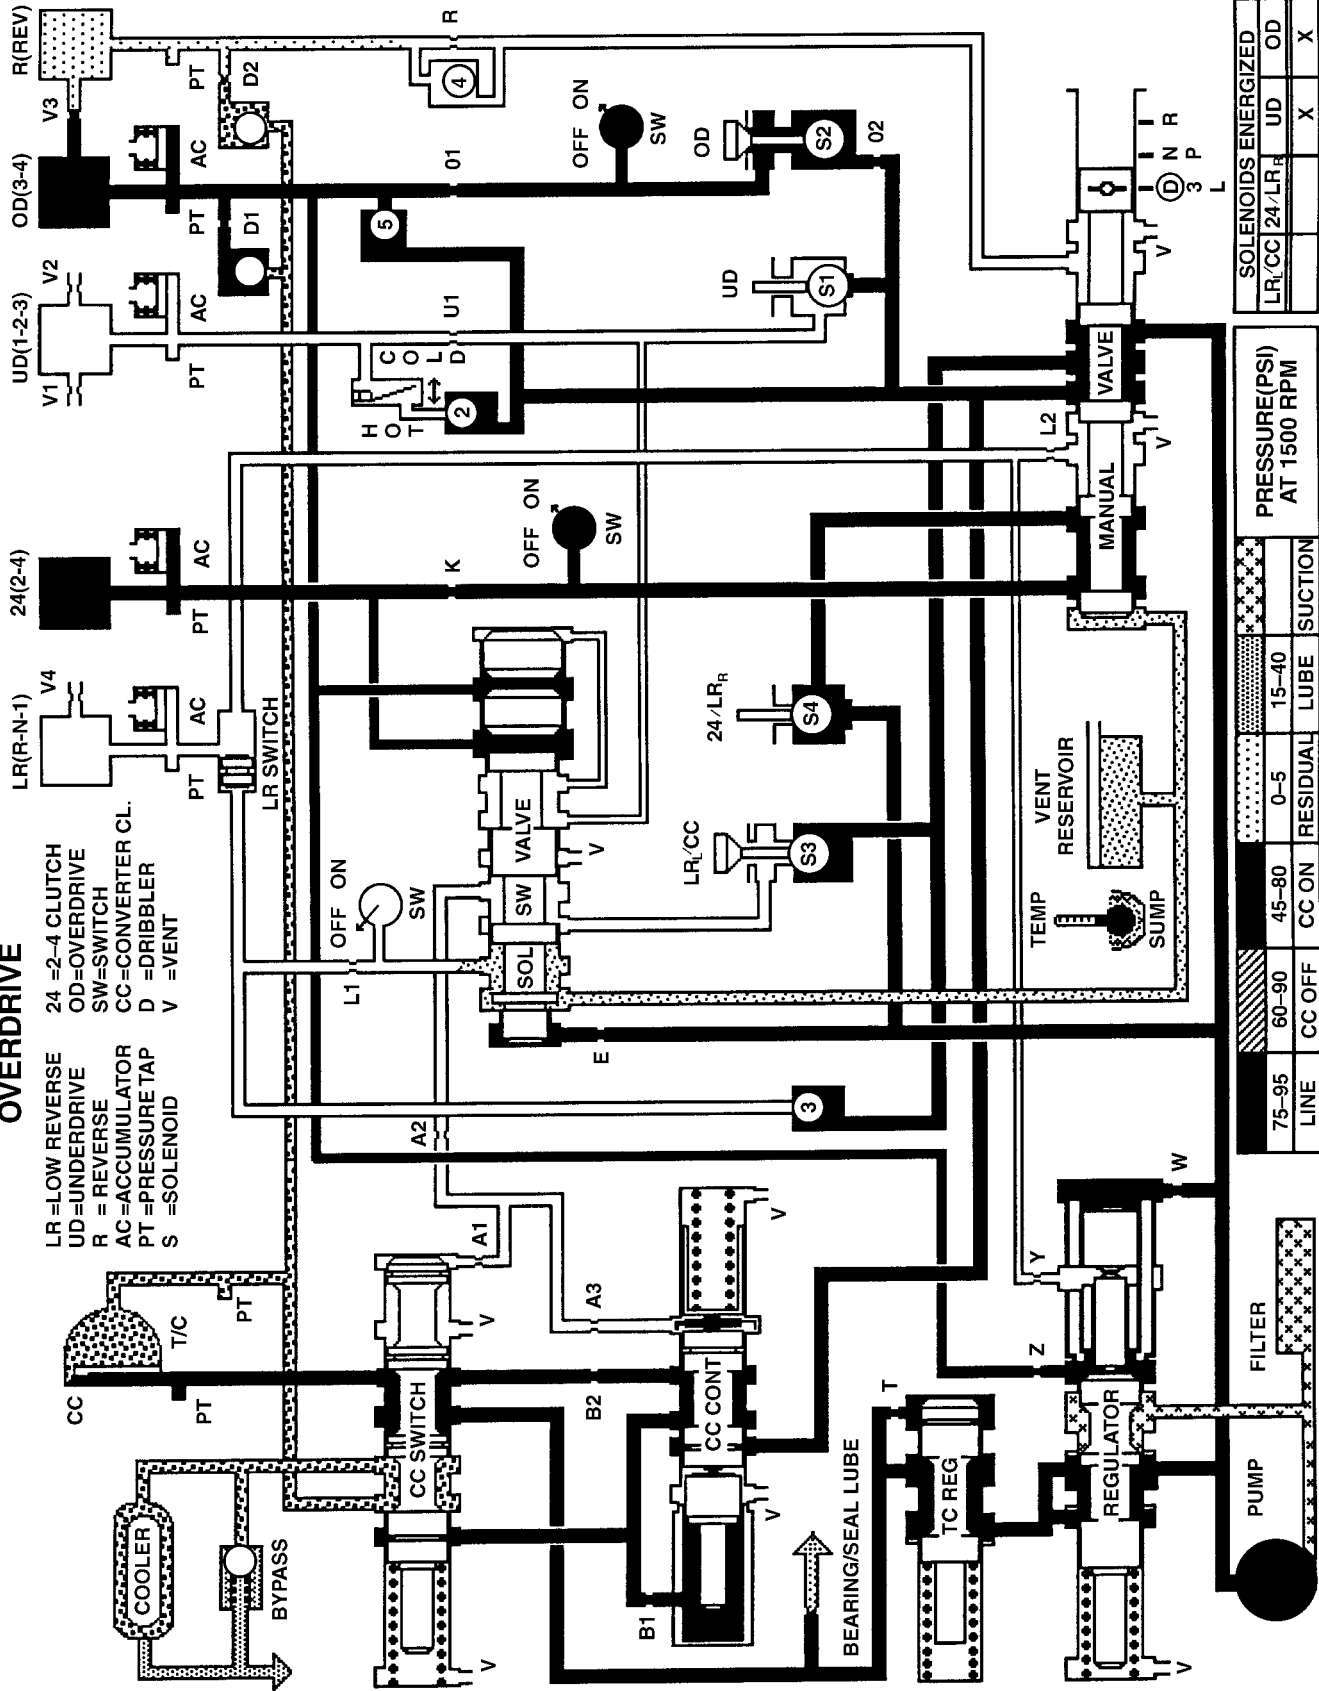 OVERDRIVE
LR =LOW REVERSE
UD=UNDERDRIVE
R = REVERSE
AC=ACCUMULATOR
PT =PRESSURE TAP
S =SOLENOID
24 =2–4 CLUTCH
OD=OVERDRIVE
SW=SWITCH
CC=CONVERTER CL.
D =DRIBBLER
V =VENT
LR(R-N-1)
V4
24(2-4)
UD(1-2-3)
V1
V2
OD(3-4)
V3
R(REV)
PT
AC
PT
AC
PT
AC
PT
AC
PT
D1
D2
LR SWITCH
COOLER
BYPASS
CC
T/C
PT
PT
K
U1
01
R
4
5
2
HOT
COLD
OFF ON
SW
OFF ON
SW
OFF ON
SW
L1
A2
A1
A3
CC SWITCH
V
V
B2
B1
CC CONT
V
V
SOL
SW
VALVE
V
E
3
LRL/CC
S3
24/LRR
S4
UD
S1
OD
S2
02
BEARING/SEAL LUBE
T
TC REG
Z
Y
W
REGULATOR
V
PUMP
FILTER
TEMP
SUMP
VENT
RESERVOIR
MANUAL
VALVE
L2
V
V
D
3
L
N
P
R
75–95
LINE
60–90
CC OFF
45–80
CC ON
0–5
RESIDUAL
15–40
LUBE
SUCTION
PRESSURE(PSI)
AT 1500 RPM
SOLENOIDS ENERGIZED
LRL/CC 24/LRR UD OD
X X